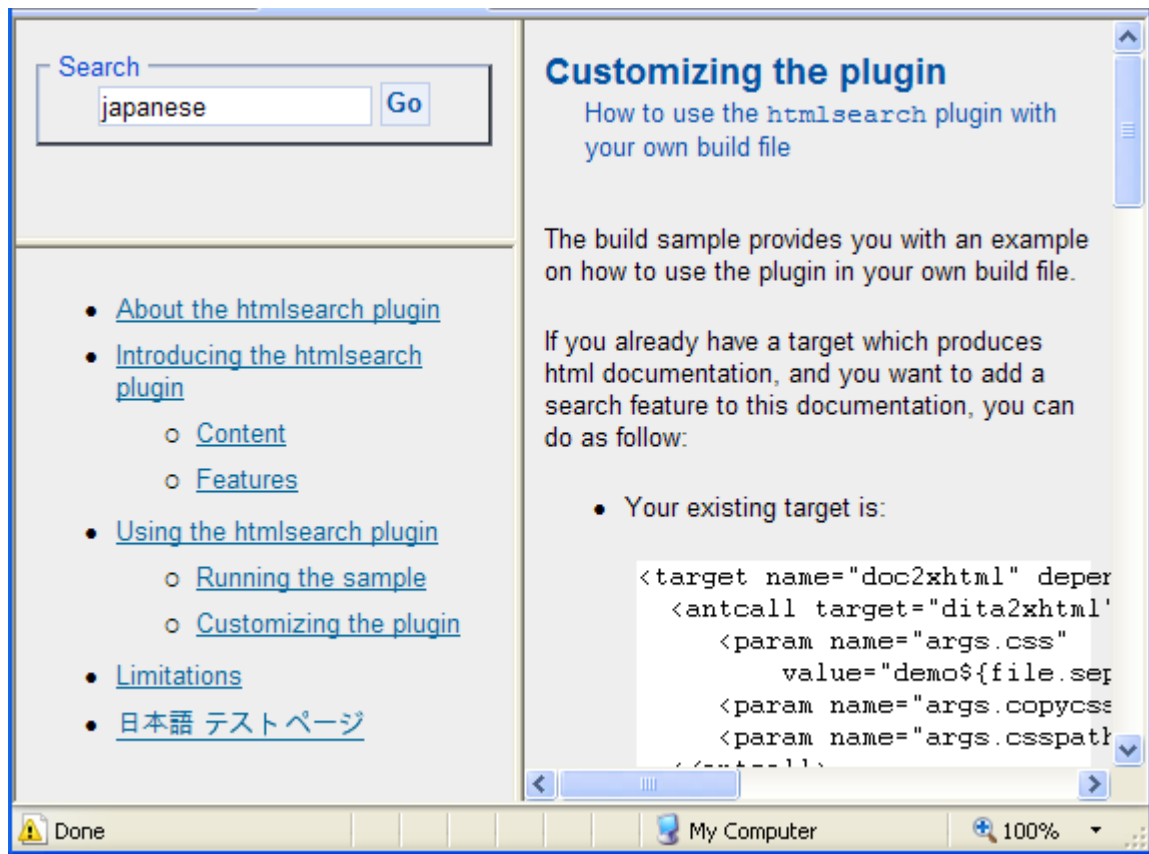 Search
japanese Go
About the htmlsearch plugin
Introducing the htmlsearch
plugin
Content
Features
Using the htmlsearch plugin
Running the sample
Customizing the plugin
Limitations
日本語 テストページ
Customizing the plugin
How to use the htmlsearch plugin with
your own build file
The build sample provides you with an example
on how to use the plugin in your own build file.
If you already have a target which produces
html documentation, and you want to add a
search feature to this documentation, you can
do as follow:
Your existing target is:
<target name="doc2xhtml" deper
<antcall target="dita2xhtml"
<param name="args.css"
value="demo${file.sep
<param name="args.copycss
<param name="args.csspath
Done My Computer 100%